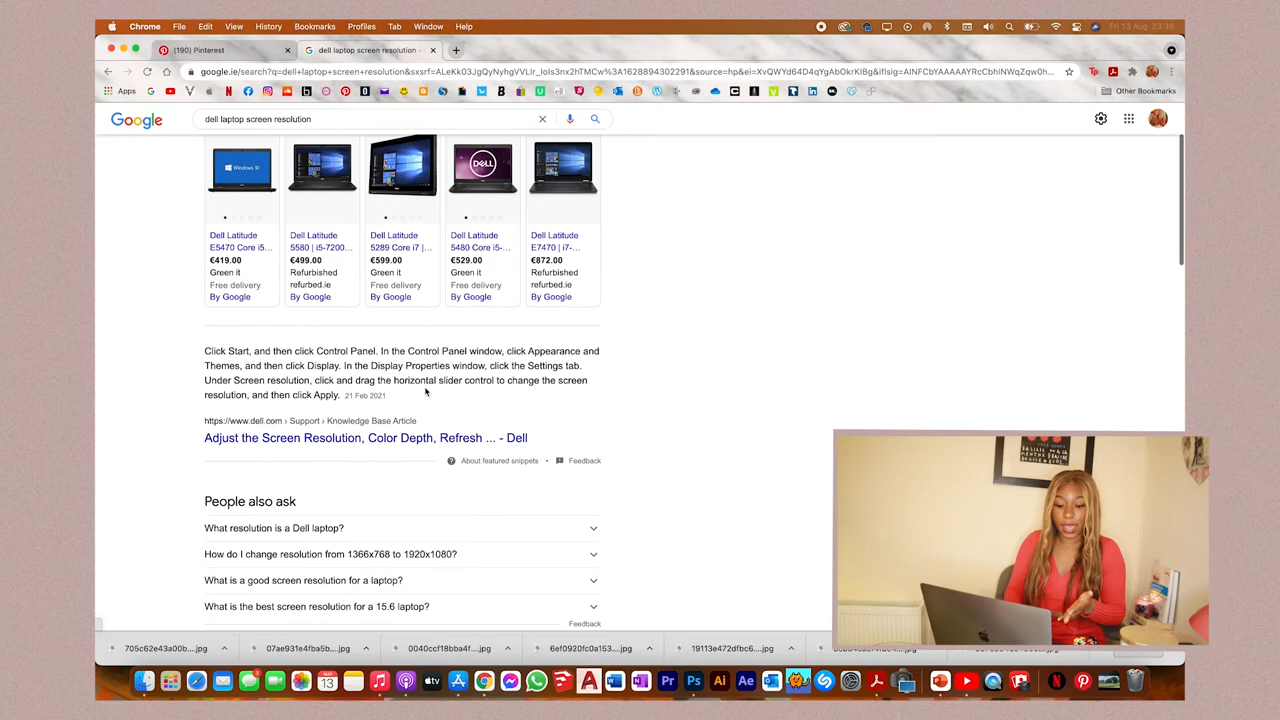 Chrome File Edit View History Bookmarks Profiles Tab Window Help Fri 13 Aug 23:38
(190) Pinterest
dell laptop screen resolution -
Apps
Other Bookmarks
Google
dell laptop screen resolution
Windows 10
DELL
Dell Latitude E5470 Core i5...
€419.00
Green it
Free delivery
By Google
Dell Latitude 5580 | i5-7200...
€499.00
Refurbished
refurbed.ie
By Google
Dell Latitude 5289 Core i7 |...
€599.00
Green it
Free delivery
By Google
Dell Latitude 5480 Core i5-...
€529.00
Green it
Free delivery
By Google
Dell Latitude E7470 | i7-...
€872.00
Refurbished
refurbed.ie
By Google
Click Start, and then click Control Panel. In the Control Panel window, click Appearance and
Themes, and then click Display. In the Display Properties window, click the Settings tab.
Under Screen resolution, click and drag the horizontal slider control to change the screen
resolution, and then click Apply. 21 Feb 2021
https://www.dell.com › Support › Knowledge Base Article
Adjust the Screen Resolution, Color Depth, Refresh ... - Dell
About featured snippets • Feedback
People also ask
What resolution is a Dell laptop?
How do I change resolution from 1366x768 to 1920x1080?
What is a good screen resolution for a laptop?
What is the best screen resolution for a 15.6 laptop?
Feedback
705c62e43a00b....jpg 07ae931e4fba5b....jpg 0040ccf18bba4f....jpg 6ef0920fc0a153....jpg 19113e472dfbc6....jpg